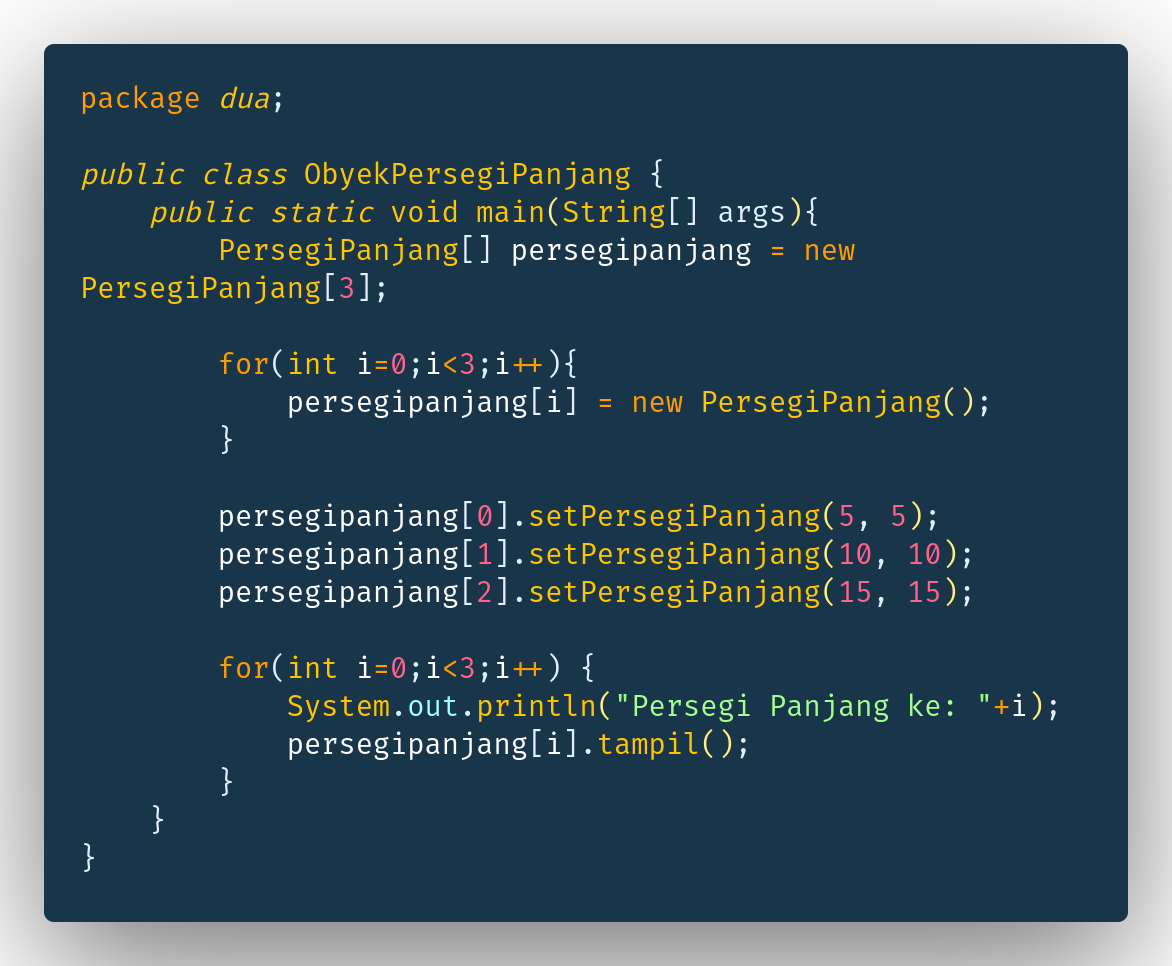 package dua;

public class ObyekPersegiPanjang {
    public static void main(String[] args){
        PersegiPanjang[] persegipanjang = new
PersegiPanjang[3];

        for(int i=0;i<3;i++){
            persegipanjang[i] = new PersegiPanjang();
        }

        persegipanjang[0].setPersegiPanjang(5, 5);
        persegipanjang[1].setPersegiPanjang(10, 10);
        persegipanjang[2].setPersegiPanjang(15, 15);

        for(int i=0;i<3;i++) {
            System.out.println("Persegi Panjang ke: "+i);
            persegipanjang[i].tampil();
        }
    }
}